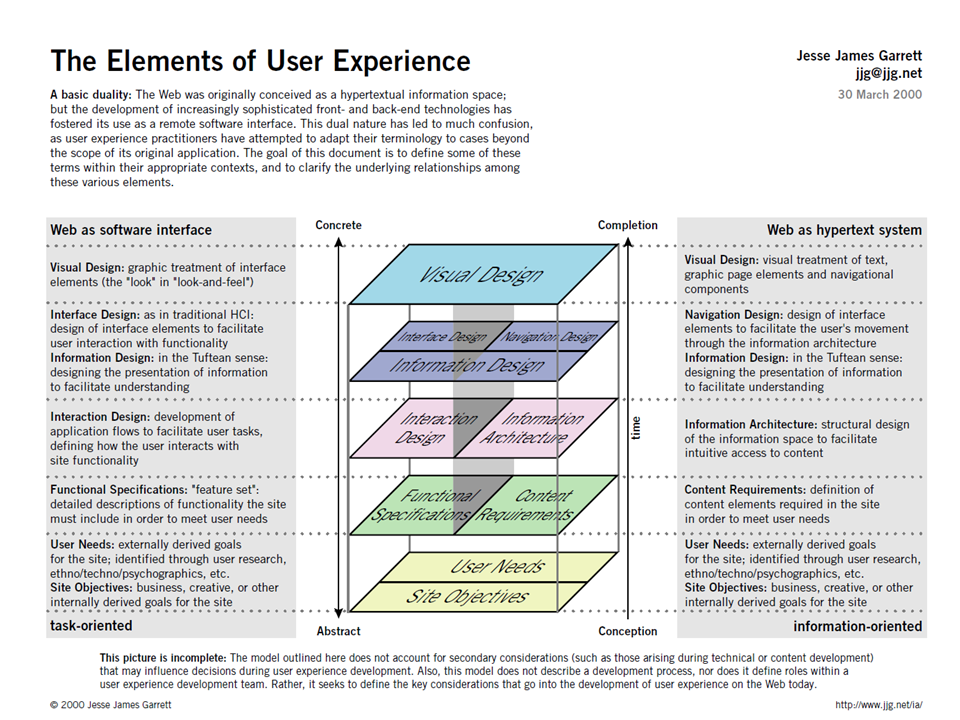 The Elements of User Experience
Jesse James Garrett
jjg@jjg.net
30 March 2000
A basic duality: The Web was originally conceived as a hypertextual information space;
but the development of increasingly sophisticated front- and back-end technologies has
fostered its use as a remote software interface. This dual nature has led to much confusion,
as user experience practitioners have attempted to adapt their terminology to cases beyond
the scope of its original application. The goal of this document is to define some of these
terms within their appropriate contexts, and to clarify the underlying relationships among
these various elements.
Web as software interface
Visual Design: graphic treatment of interface
elements (the "look" in "look-and-feel")
Interface Design: as in traditional HCI:
design of interface elements to facilitate
user interaction with functionality
Information Design: in the Tuftean sense:
designing the presentation of information
to facilitate understanding
Interaction Design: development of
application flows to facilitate user tasks,
defining how the user interacts with
site functionality
Functional Specifications: "feature set":
detailed descriptions of functionality the site
must include in order to meet user needs
User Needs: externally derived goals
for the site; identified through user research,
ethno/techno/psychographics, etc.
Site Objectives: business, creative, or other
internally derived goals for the site
task-oriented
Concrete
Completion
Visual Design
Interface Design
Navigation Design
Information Design
Interaction
Design
Information
Architecture
time
Functional
Specifications
Content
Requirements
User Needs
Site Objectives
Abstract
Conception
Web as hypertext system
Visual Design: visual treatment of text,
graphic page elements and navigational
components
Navigation Design: design of interface
elements to facilitate the user's movement
through the information architecture
Information Design: in the Tuftean sense:
designing the presentation of information
to facilitate understanding
Information Architecture: structural design
of the information space to facilitate
intuitive access to content
Content Requirements: definition of
content elements required in the site
in order to meet user needs
User Needs: externally derived goals
for the site; identified through user research,
ethno/techno/psychographics, etc.
Site Objectives: business, creative, or other
internally derived goals for the site
information-oriented
This picture is incomplete: The model outlined here does not account for secondary considerations (such as those arising during technical or content development)
that may influence decisions during user experience development. Also, this model does not describe a development process, nor does it define roles within a
user experience development team. Rather, it seeks to define the key considerations that go into the development of user experience on the Web today.
© 2000 Jesse James Garrett
http://www.jjg.net/ia/